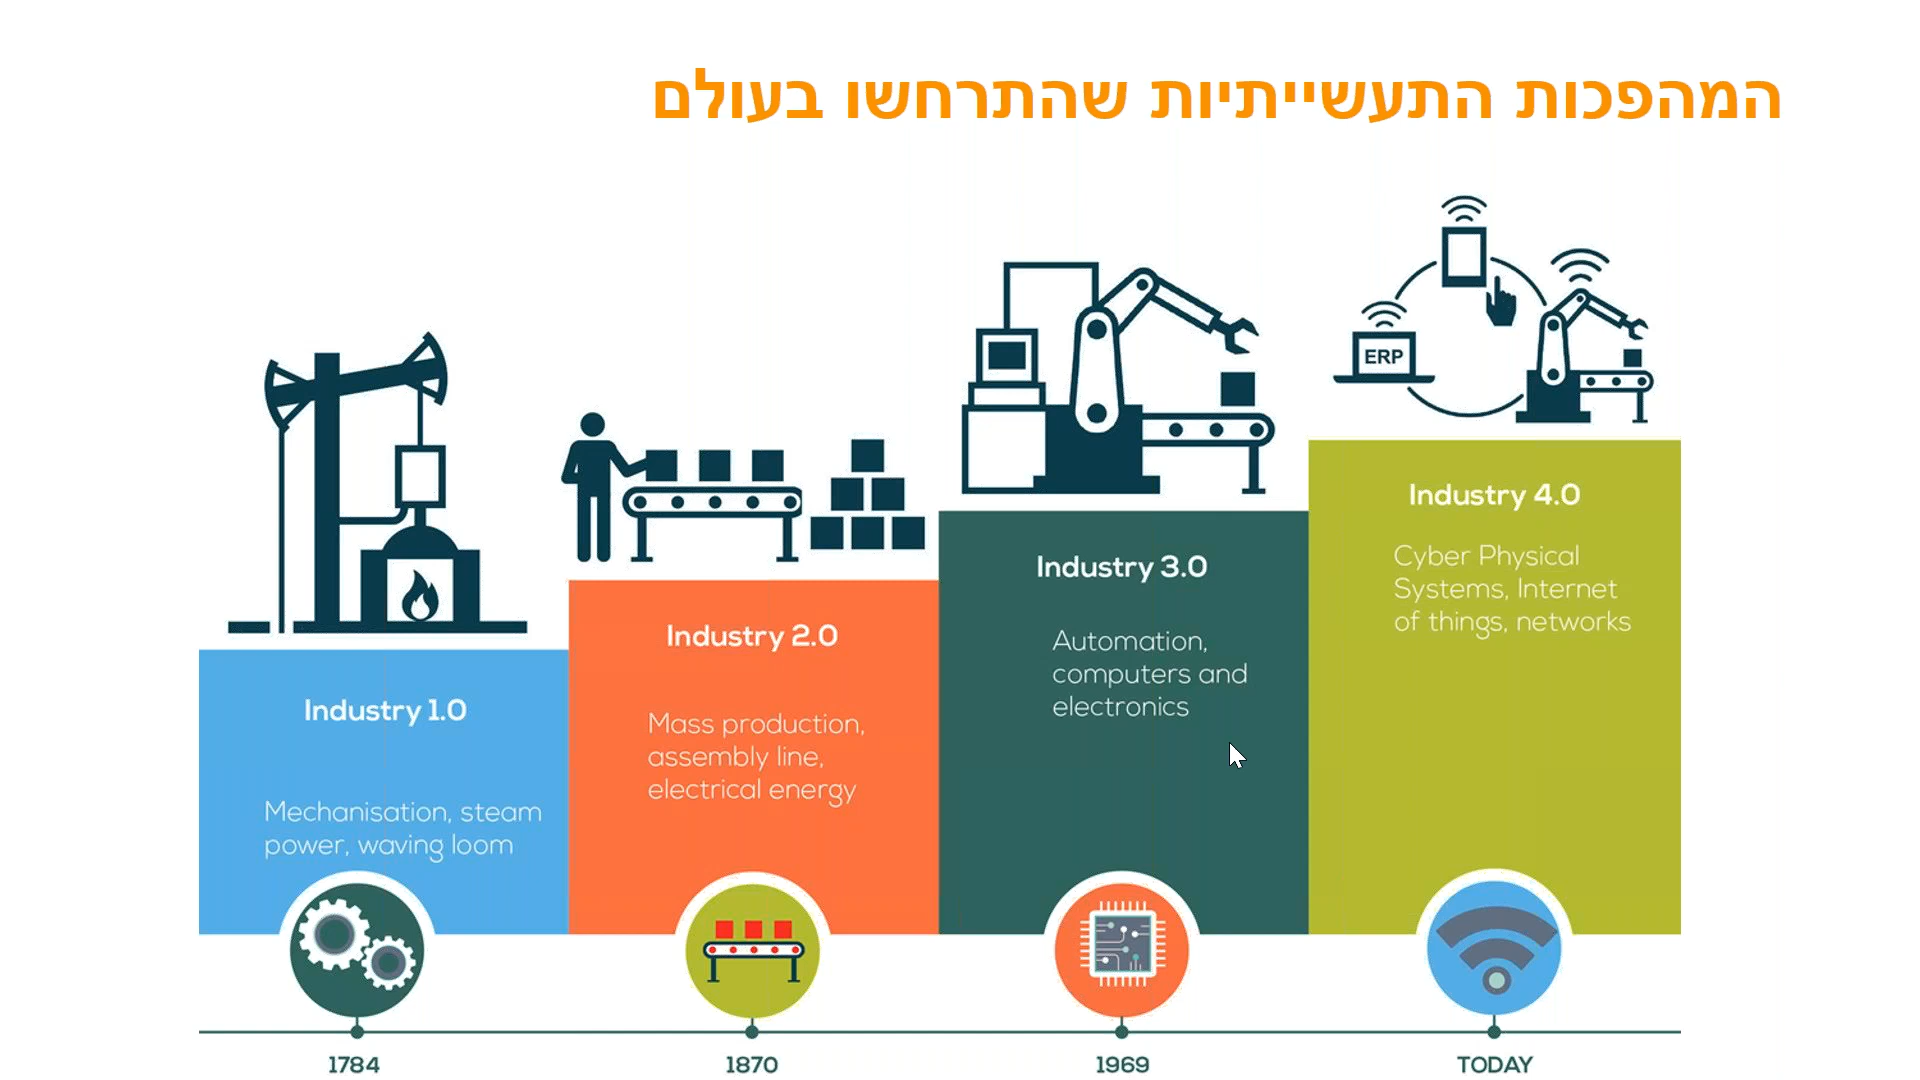 המהפכות התעשייתיות שהתרחשו בעולם
ERP
Industry 1.0
Mechanisation, steam
power, waving loom
Industry 2.0
Mass production,
assembly line,
electrical energy
Industry 3.0
Automation,
computers and
electronics
Industry 4.0
Cyber Physical
Systems, Internet
of things, networks
1784
1870
1969
TODAY